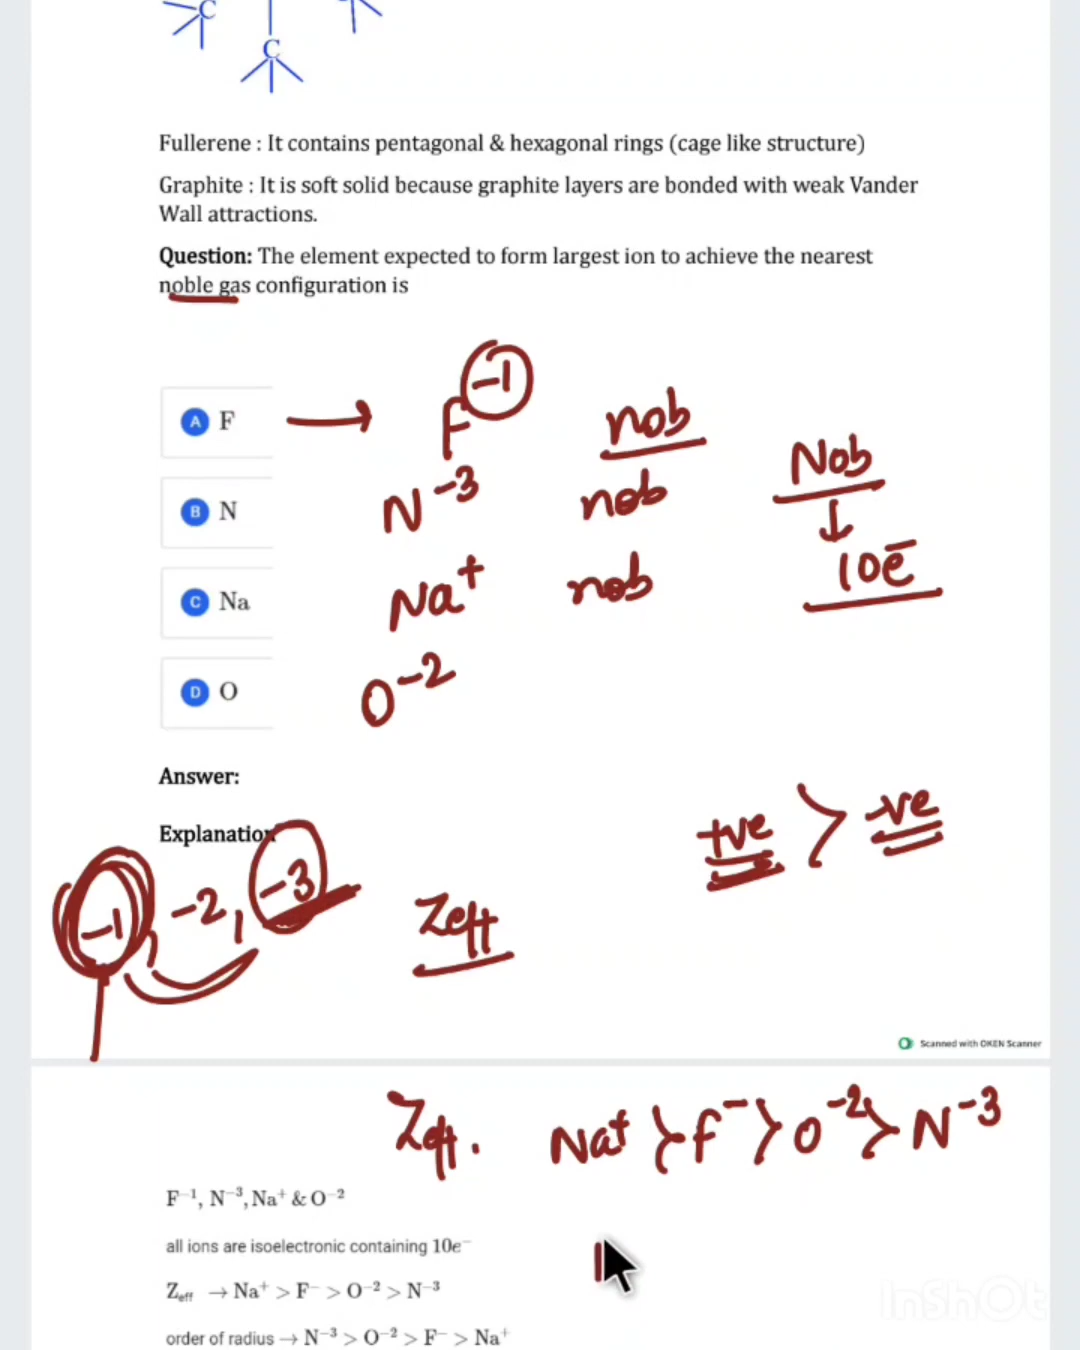 C
C
Fullerene : It contains pentagonal & hexagonal rings (cage like structure)
Graphite : It is soft solid because graphite layers are bonded with weak Vander
Wall attractions.
Question: The element expected to form largest ion to achieve the nearest
noble gas configuration is
A F → F⁻¹ nob
Nob
B N N⁻³ nob
↓
10e̅
C Na Na⁺ nob
D O O⁻²
Answer:
+ve > -ve
Explanation
-1, -2, -3
Zeff
Scanned with OKEN Scanner
Zeff. Na⁺ > F⁻ > O⁻² > N⁻³
F⁻¹, N⁻³, Na⁺ & O⁻²
all ions are isoelectronic containing 10e⁻
Zeff → Na⁺ > F⁻ > O⁻² > N⁻³
InShOt
order of radius → N⁻³ > O⁻² > F⁻ > Na⁺